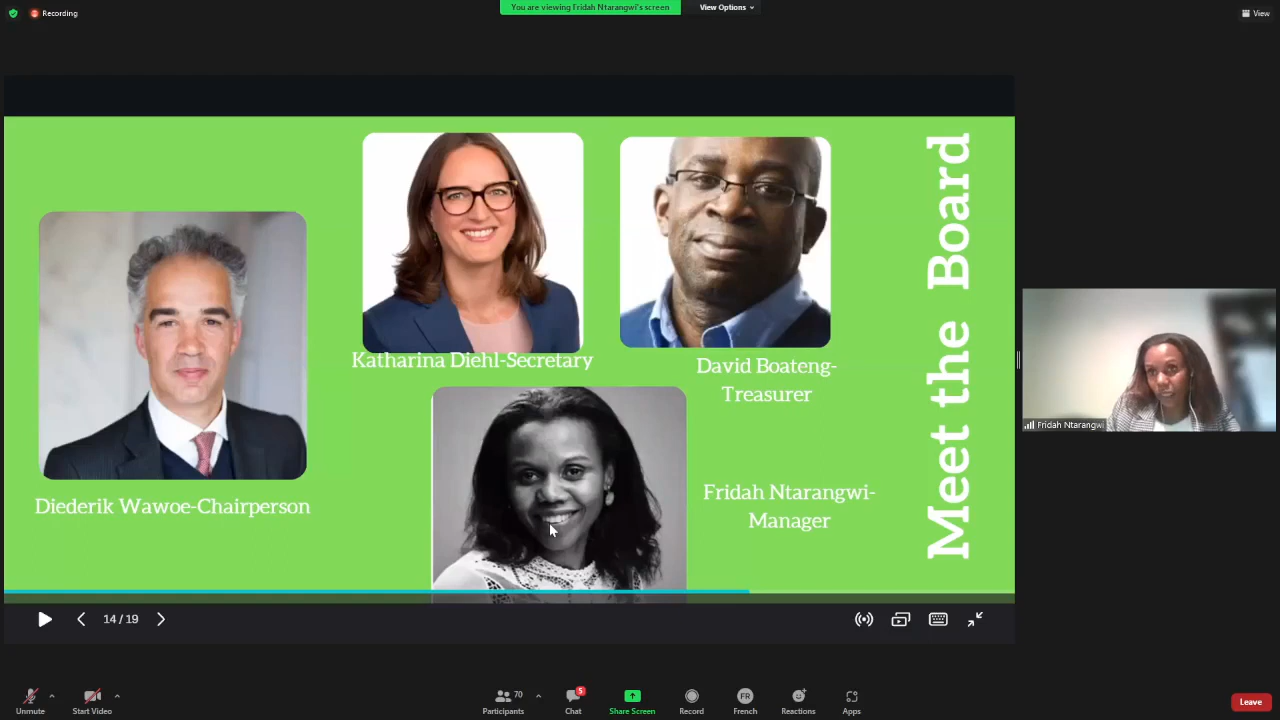 Recording
You are viewing Fridah Ntarangwi's screen
View Options
View
Meet the Board
Katharina Diehl-Secretary
David Boateng-
Treasurer
Diederik Wawoe-Chairperson
Fridah Ntarangwi-
Manager
Fridah Ntarangwi
14 / 19
Unmute
Start Video
70
Participants
5
Chat
Share Screen
Record
FR
French
Reactions
Apps
Leave